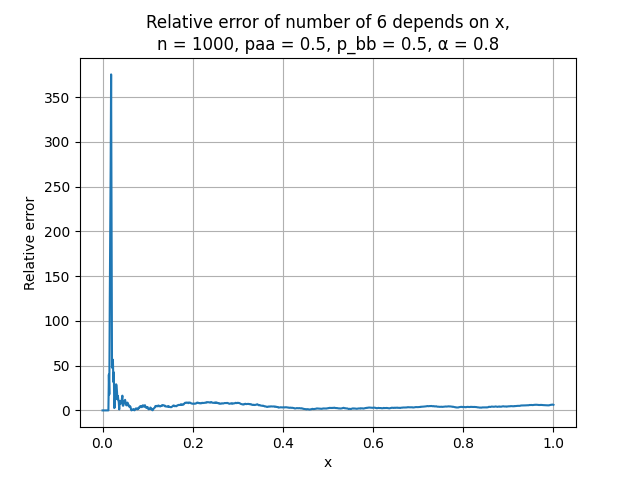 Relative error of number of 6 depends on x,
n = 1000, paa = 0.5, p_bb = 0.5, α = 0.8
350
300
250
200
150
100
50
0
Relative error
0.0 0.2 0.4 0.6 0.8 1.0
x